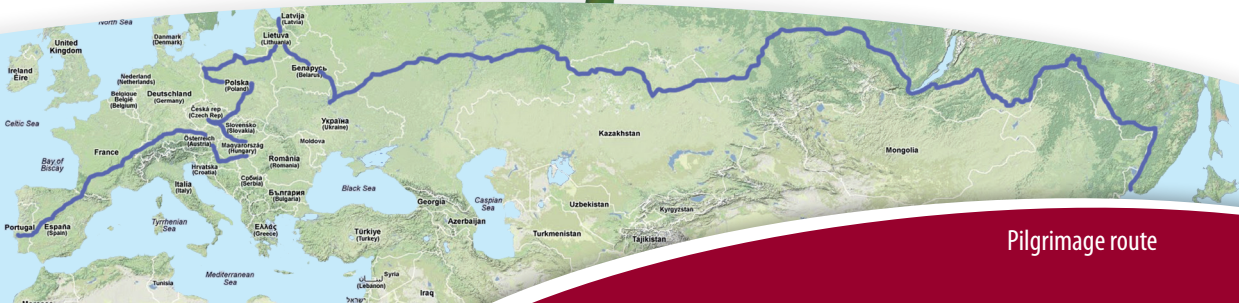 North Sea
Latvija
(Latvia)
United
Kingdom
Danmark
(Denmark)
Lietuva
(Lithuania)
Ireland
Éire
Беларусь
(Belarus)
Nederland
(Netherlands)
Polska
(Poland)
België
(Belgium)
Deutschland
(Germany)
Česká rep
(Czech Rep)
Україна
(Ukraine)
Celtic Sea
Slovensko
(Slovakia)
Kazakhstan
Österreich
(Austria)
Magyarország
(Hungary)
Moldova
France
Mongolia
Bay of
Biscay
România
(Romania)
Hrvatska
(Croatia)
Italia
(Italy)
Србија
(Serbia)
България
(Bulgaria)
Black Sea
Caspian
Sea
Georgia
Uzbekistan
Kyrgyzstan
Portugal
España
(Spain)
Tyrrhenian
Sea
Ελλάς
(Greece)
Türkiye
(Turkey)
Azerbaijan
Turkmenistan
Tajikistan
Pilgrimage route
Mediterranean
Sea
Tunisia
Syria
(Lebanon)
Iraq